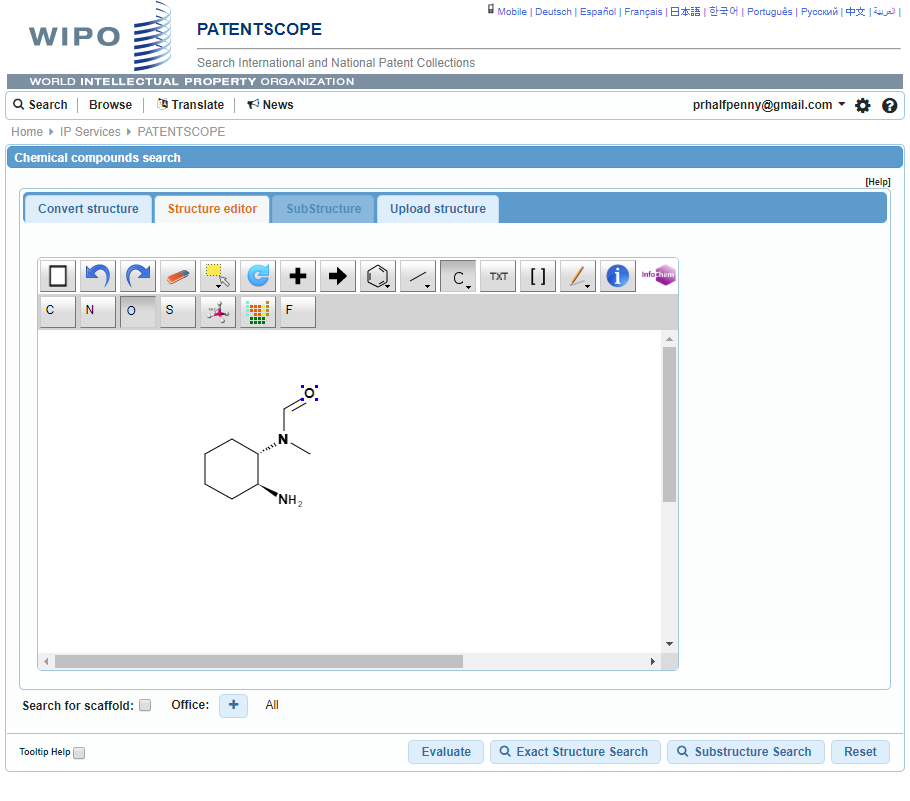 Mobile | Deutsch | Español | Français | 日本語 | 한국어 | Português | Русский | 中文 | العربية |
WIPO
PATENTSCOPE
Search International and National Patent Collections
WORLD INTELLECTUAL PROPERTY ORGANIZATION
Search Browse Translate News prhalfpenny@gmail.com
Home IP Services PATENTSCOPE
Chemical compounds search
[Help]
Convert structure Structure editor SubStructure Upload structure
C TXT [ ] InfoChem
C N O S F
O
N
NH2
Search for scaffold: Office: + All
Tooltip Help Evaluate Exact Structure Search Substructure Search Reset